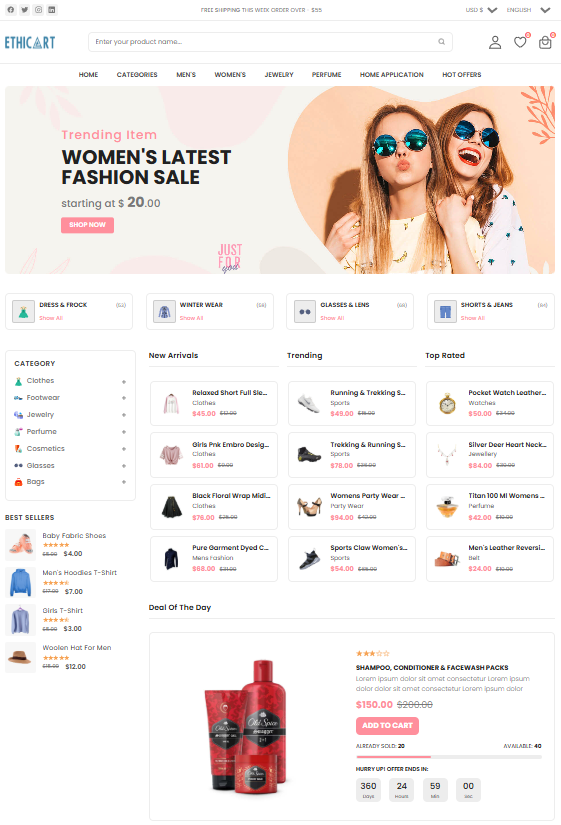 FREE SHIPPING THIS WEEK ORDER OVER - $55
USD $
ENGLISH
ETHICART
Enter your product name...
0
0
HOME
CATEGORIES
MEN'S
WOMEN'S
JEWELRY
PERFUME
HOME APPLICATION
HOT OFFERS
Trending Item
WOMEN'S LATEST
FASHION SALE
starting at $ 20.00
SHOP NOW
JUST
FOR
you
DRESS & FROCK
(53)
Show All
WINTER WEAR
(58)
Show All
GLASSES & LENS
(68)
Show All
SHORTS & JEANS
(84)
Show All
CATEGORY
Clothes
Footwear
Jewelry
Perfume
Cosmetics
Glasses
Bags
BEST SELLERS
Baby Fabric Shoes
$5.00 $4.00
Men's Hoodies T-Shirt
$17.00 $7.00
Girls T-Shirt
$5.00 $3.00
Woolen Hat For Men
$15.00 $12.00
New Arrivals
Relaxed Short Full Sle...
Clothes
$45.00 $12.00
Girls Pnk Embro Desig...
Clothes
$61.00 $9.00
Black Floral Wrap Midi...
Clothes
$76.00 $25.00
Pure Garment Dyed C...
Mens Fashion
$68.00 $31.00
Trending
Running & Trekking S...
Sports
$49.00 $15.00
Trekking & Running S...
Sports
$78.00 $36.00
Womens Party Wear ...
Party Wear
$94.00 $42.00
Sports Claw Women's...
Sports
$54.00 $65.00
Top Rated
Pocket Watch Leather...
Watches
$50.00 $34.00
Silver Deer Heart Neck...
Jewellery
$84.00 $30.00
Titan 100 Ml Womens ...
Perfume
$42.00 $10.00
Men's Leather Reversi...
Belt
$24.00 $10.00
Deal Of The Day
Old Spice
SWAGGER
Old Spice
SWAGGER
Old Spice
SHAMPOO, CONDITIONER & FACEWASH PACKS
Lorem ipsum dolor sit amet consectetur Lorem ipsum
dolor dolor sit amet consectetur Lorem ipsum dolor
$150.00 $200.00
ADD TO CART
ALREADY SOLD: 20
AVAILABLE: 40
HURRY UP! OFFER ENDS IN:
360
Days
24
Hours
59
Min
00
Sec